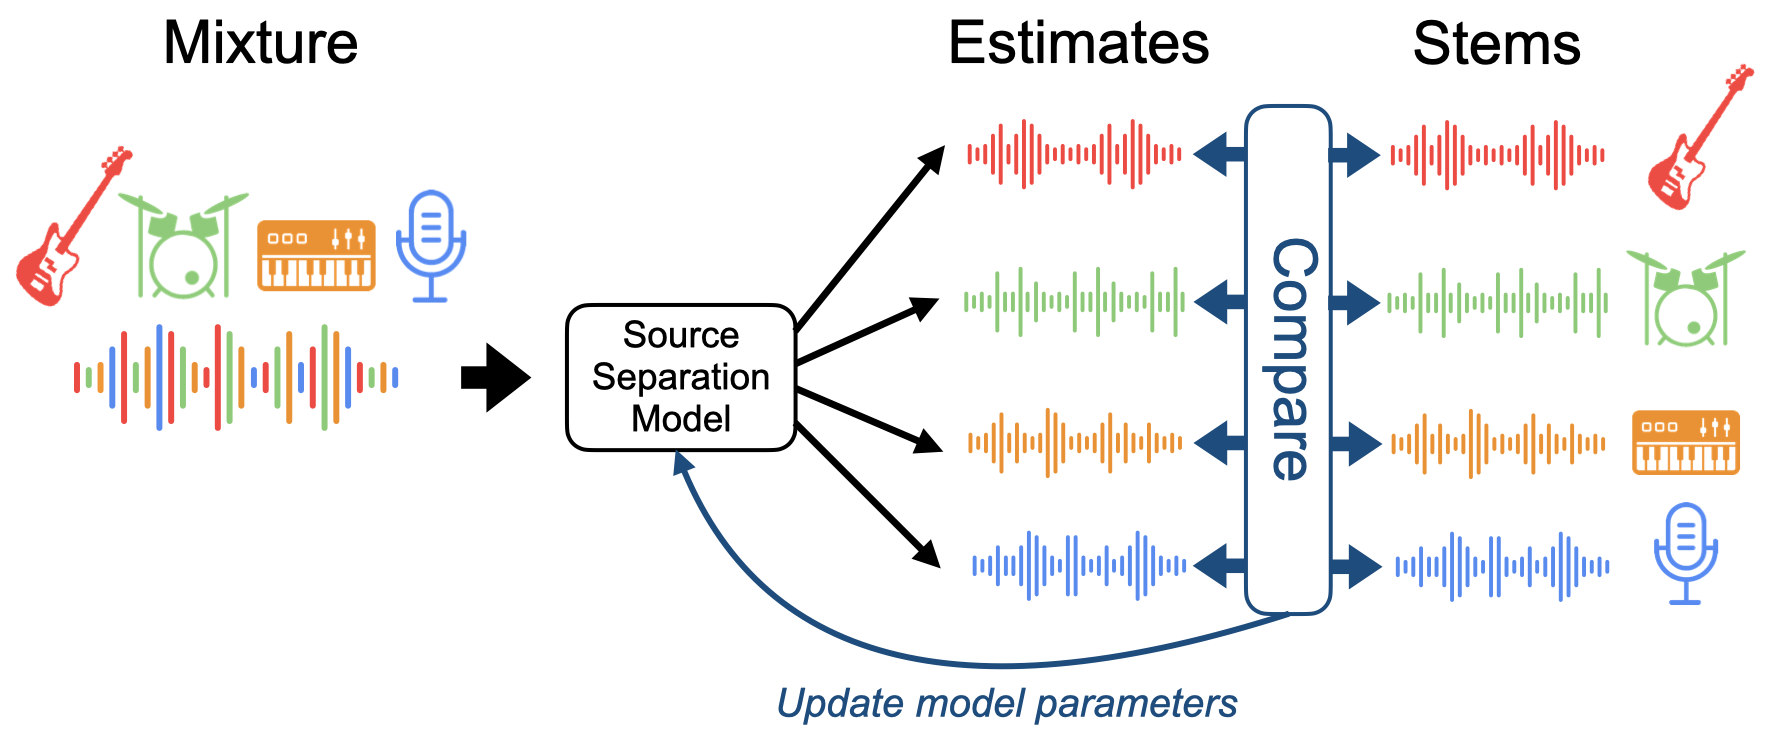 Mixture
Estimates
Stems
Source
Separation
Model
Compare
Update model parameters